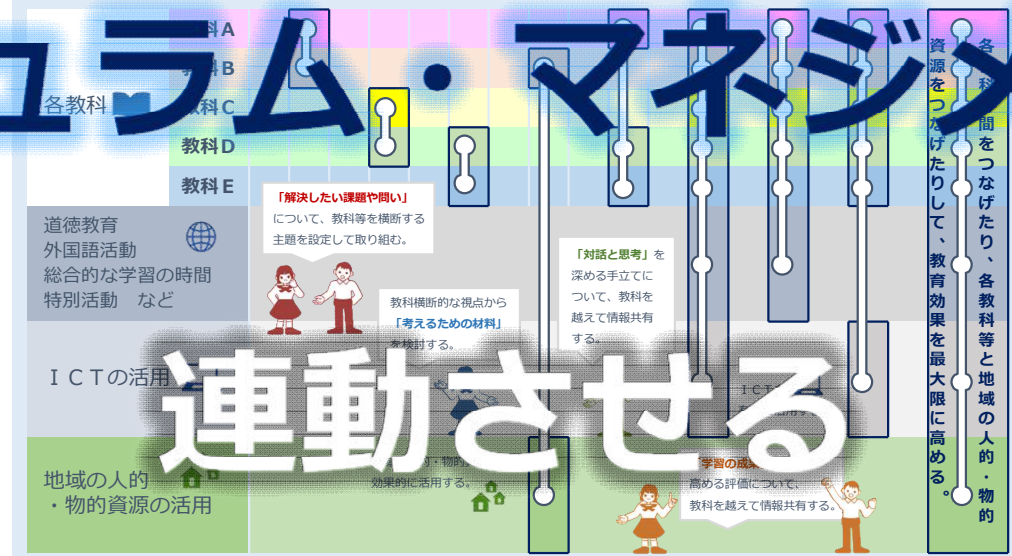 ュラム・マネジメ
科A
教科B
各教科
教科C
教科D
教科E
「解決したい課題や問い」
について、教科等を横断する
主題を設定して取り組む。
道徳教育
外国語活動
総合的な学習の時間
特別活動 など
「対話と思考」を
深める手立てに
ついて、教科を
越えて情報共有
する。
教科横断的な視点から
「考えるための材料」
を検討する。
ICTの活用
連動させる
ICT
地域の人的
・物的資源の活用
的・物的
効果的に活用する。
「学習の成果
高める評価について、
教科を越えて情報共有する。
各 科 間をつなげたり、各教科等と地域の人的・物的
資源をつなげたりして、教育効果を最大限に高める。